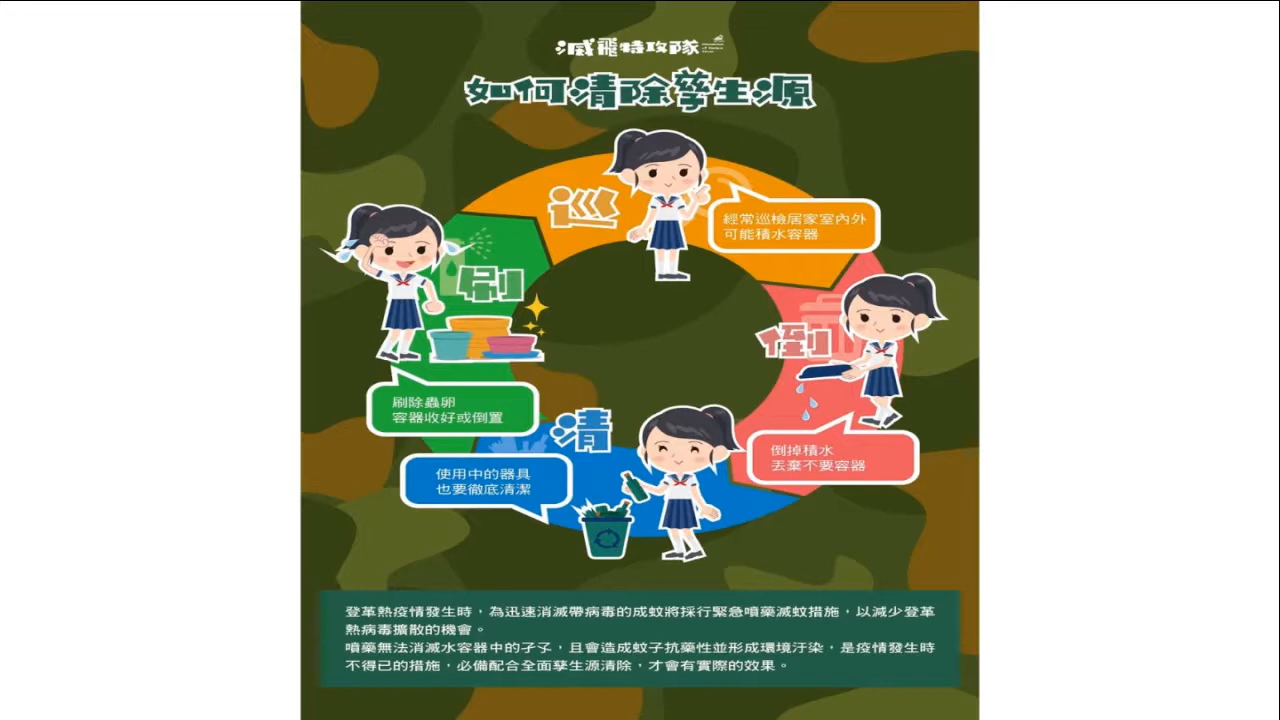 滅飛特攻隊
如何清除孳生源
巡
經常巡檢居家室內外
可能積水容器
倒
倒掉積水
丟棄不要容器
清
使用中的器具
也要徹底清潔
刷
刷除蟲卵
容器收好或倒置
登革熱疫情發生時，為迅速消滅帶病毒的成蚊將採行緊急噴藥滅蚊措施，以減少登革
熱病毒擴散的機會。
噴藥無法消滅水容器中的孑孓，且會造成蚊子抗藥性並形成環境汙染，是疫情發生時
不得已的措施，必備配合全面孳生源清除，才會有實際的效果。